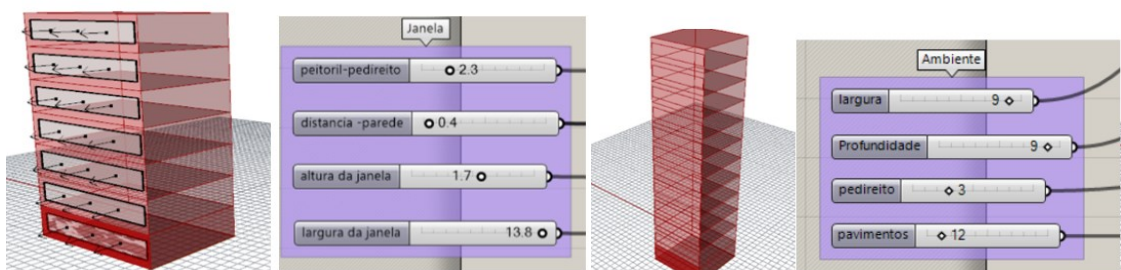 Janela
peitoril-pedireito 2.3
distancia -parede 0.4
altura da janela 1.7
largura da janela 13.8
Ambiente
largura 9
Profundidade 9
pedireito 3
pavimentos 12